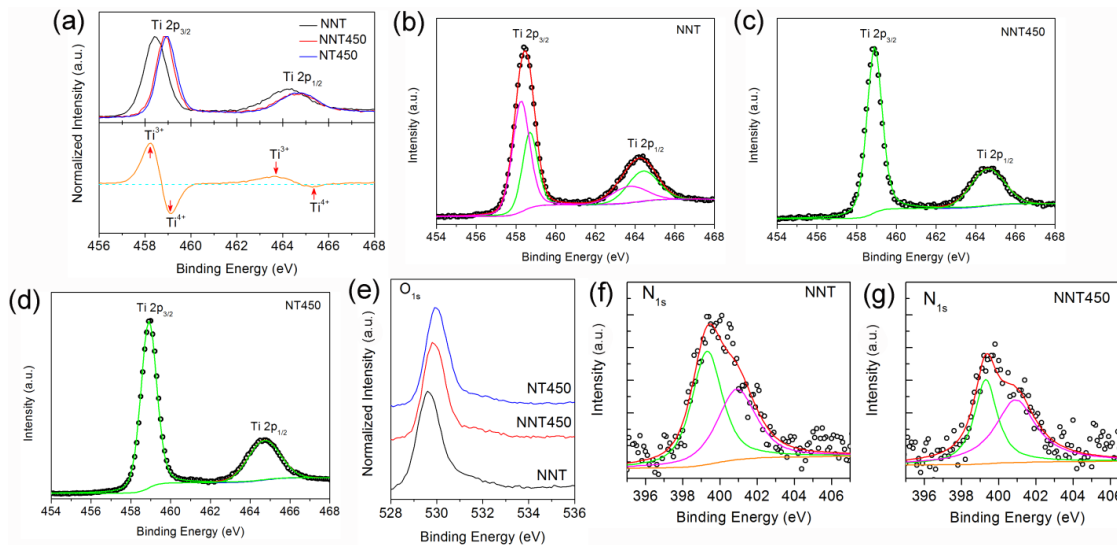 (a)
Ti 2p3/2
NNT
NNT450
NT450
Ti 2p1/2
Normalized Intensity (a.u.)
Ti3+
Ti3+
Ti4+
Ti4+
456 458 460 462 464 466 468
Binding Energy (eV)
(b)
NNT
Ti 2p3/2
Ti 2p1/2
Intensity (a.u.)
454 456 458 460 462 464 466 468
Binding Energy (eV)
(c)
NNT450
Ti 2p3/2
Ti 2p1/2
Intensity (a.u.)
454 456 458 460 462 464 466 468
Binding Energy (eV)
(d)
NT450
Ti 2p3/2
Ti 2p1/2
Intensity (a.u.)
454 456 458 460 462 464 466 468
Binding Energy (eV)
(e)
O1s
NT450
NNT450
NNT
Normalized Intensity (a.u.)
528 530 532 534 536
Binding Energy (eV)
(f)
N1s
NNT
Intensity (a.u.)
396 398 400 402 404 406
Binding Energy (eV)
(g)
N1s
NNT450
Intensity (a.u.)
396 398 400 402 404 406
Binding Energy (eV)